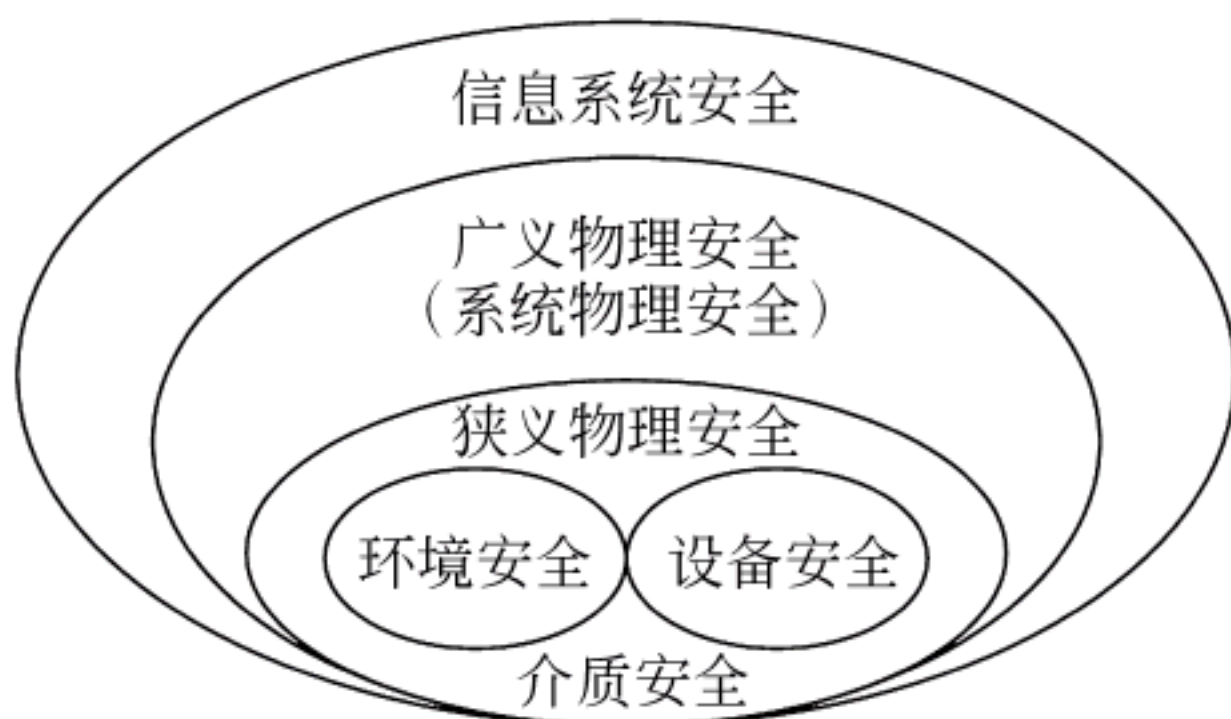 信息系统安全
广义物理安全
（系统物理安全）
狭义物理安全
环境安全
设备安全
介质安全